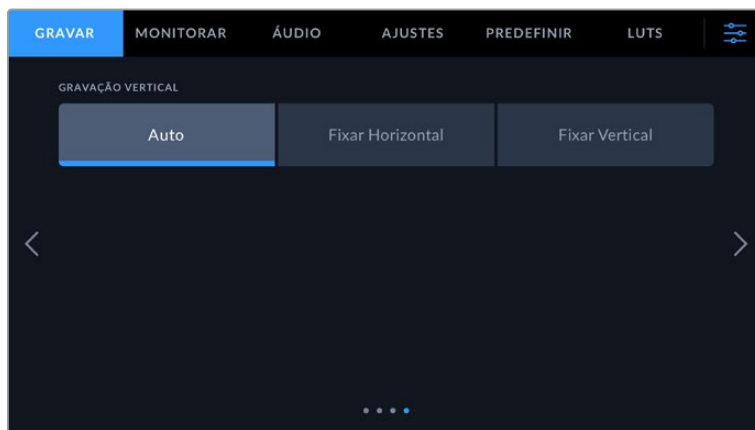 GRAVAR MONITORAR ÁUDIO AJUSTES PREDEFINIR LUTS
GRAVAÇÃO VERTICAL
Auto Fixar Horizontal Fixar Vertical